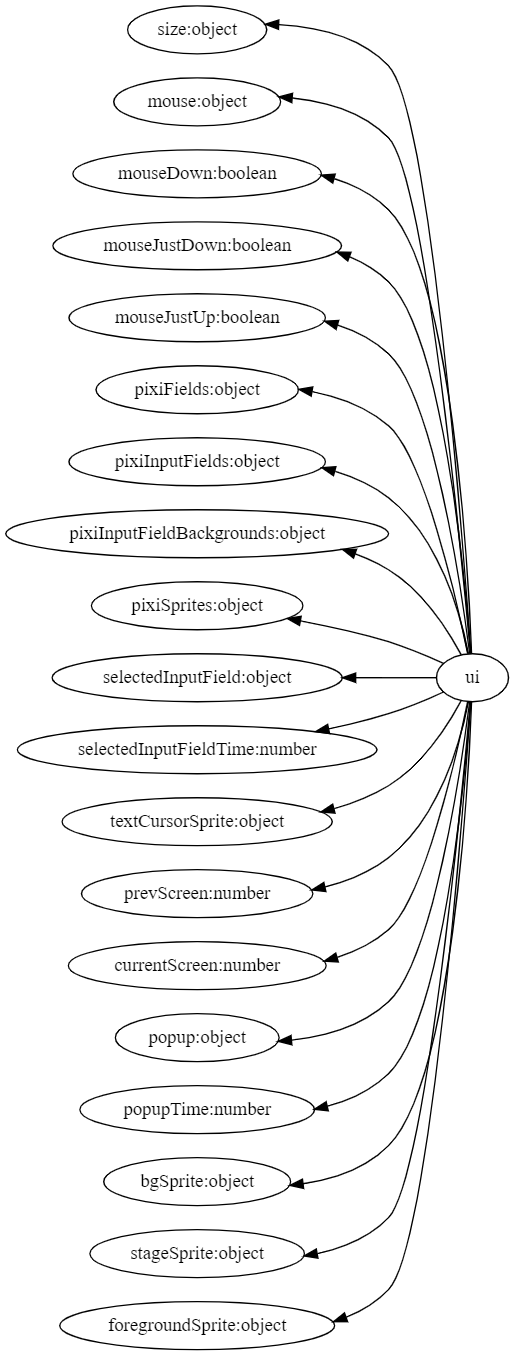 size:object
mouse:object
mouseDown:boolean
mouseJustDown:boolean
mouseJustUp:boolean
pixiFields:object
pixiInputFields:object
pixiInputFieldBackgrounds:object
pixiSprites:object
selectedInputField:object
ui
selectedInputFieldTime:number
textCursorSprite:object
prevScreen:number
currentScreen:number
popup:object
popupTime:number
bgSprite:object
stageSprite:object
foregroundSprite:object